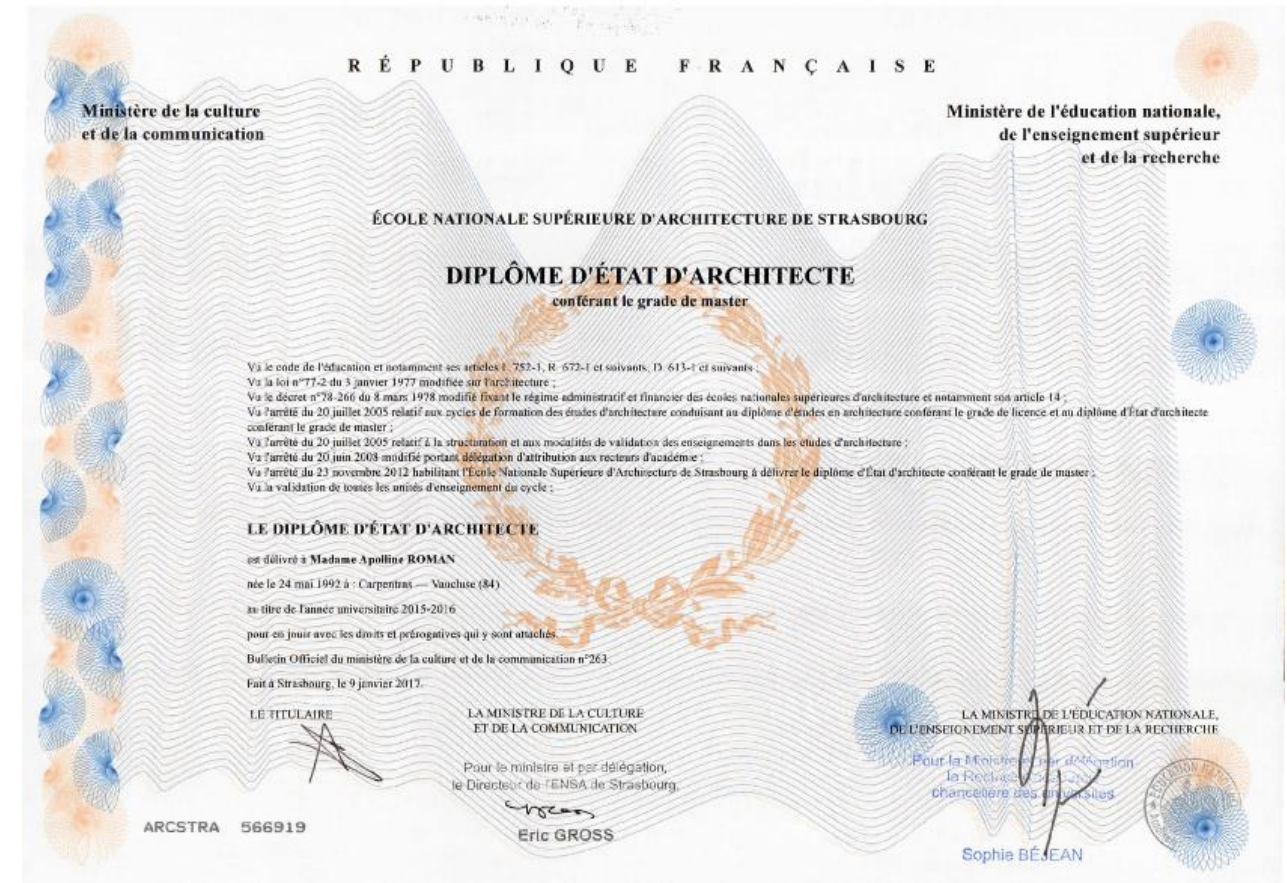 RÉPUBLIQUE FRANÇAISE
Ministère de la culture
et de la communication
Ministère de l'éducation nationale,
de l'enseignement supérieur
et de la recherche
ÉCOLE NATIONALE SUPÉRIEURE D'ARCHITECTURE DE STRASBOURG
DIPLÔME D'ÉTAT D'ARCHITECTE
conférant le grade de master
Vu le code de l'éducation et notamment ses articles L. 752-1, R. 672-1 et suivants, D. 613-1 et suivants ;
Vu la loi n°77-2 du 3 janvier 1977 modifiée sur l'architecture ;
Vu le décret n°78-266 du 8 mars 1978 modifié fixant le régime administratif et financier des écoles nationales supérieures d'architecture et notamment son article 14 ;
Vu l'arrêté du 20 juillet 2005 relatif aux cycles de formation des études d'architecture conduisant au diplôme d'études en architecture conférant le grade de licence et au diplôme d'État d'architecte
conférant le grade de master ;
Vu l'arrêté du 20 juillet 2005 relatif à la structuration et aux modalités de validation des enseignements dans les études d'architecture ;
Vu l'arrêté du 20 juin 2008 modifié portant délégation d'attribution aux recteurs d'académie ;
Vu l'arrêté du 23 novembre 2012 habilitant l'École Nationale Supérieure d'Architecture de Strasbourg à délivrer le diplôme d'État d'architecte conférant le grade de master ;
Vu la validation de toutes les unités d'enseignement du cycle ;
LE DIPLÔME D'ÉTAT D'ARCHITECTE
est délivré à Madame Apolline ROMAN
née le 24 mai 1992 à : Carpentras — Vaucluse (84)
au titre de l'année universitaire 2015-2016
pour en jouir avec les droits et prérogatives qui y sont attachés.
Bulletin Officiel du ministère de la culture et de la communication n°263
Fait à Strasbourg, le 9 janvier 2017.
LE TITULAIRE
LA MINISTRE DE LA CULTURE
ET DE LA COMMUNICATION
Pour le ministre et par délégation,
le Directeur de l'ENSA de Strasbourg,
Eric GROSS
LA MINISTRE DE L'ÉDUCATION NATIONALE,
DE L'ENSEIGNEMENT SUPÉRIEUR ET DE LA RECHERCHE
Pour la Ministre et par délégation
la Rectrice
chancelière des universités
Sophie BÉJEAN
ARCSTRA 566919